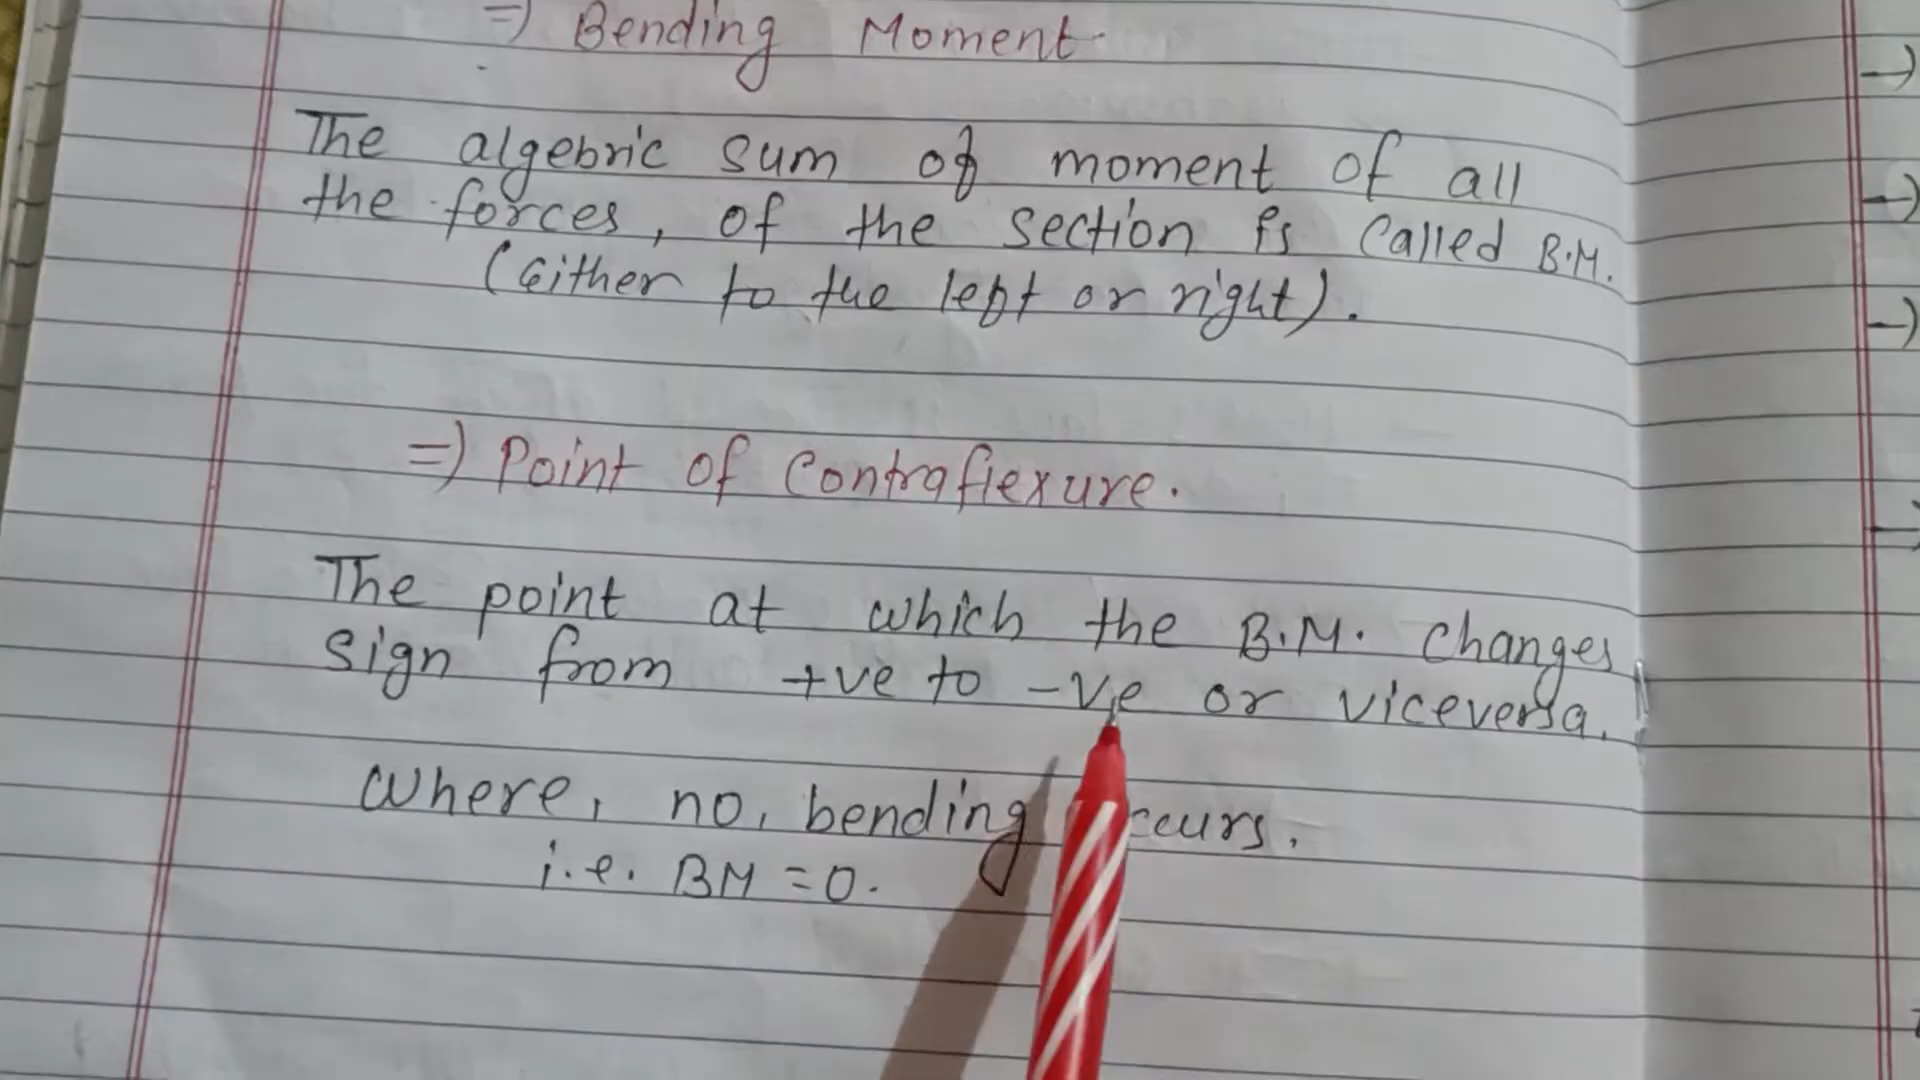 =) Bending Moment
The algebric sum of moment of all
the forces, of the section is called B.M.
(either to the left or right).
=) Point of Contraflexure.
The point at which the B.M. changes
sign from +ve to -ve or viceversa.
where, no, bending
i.e. BM = 0.